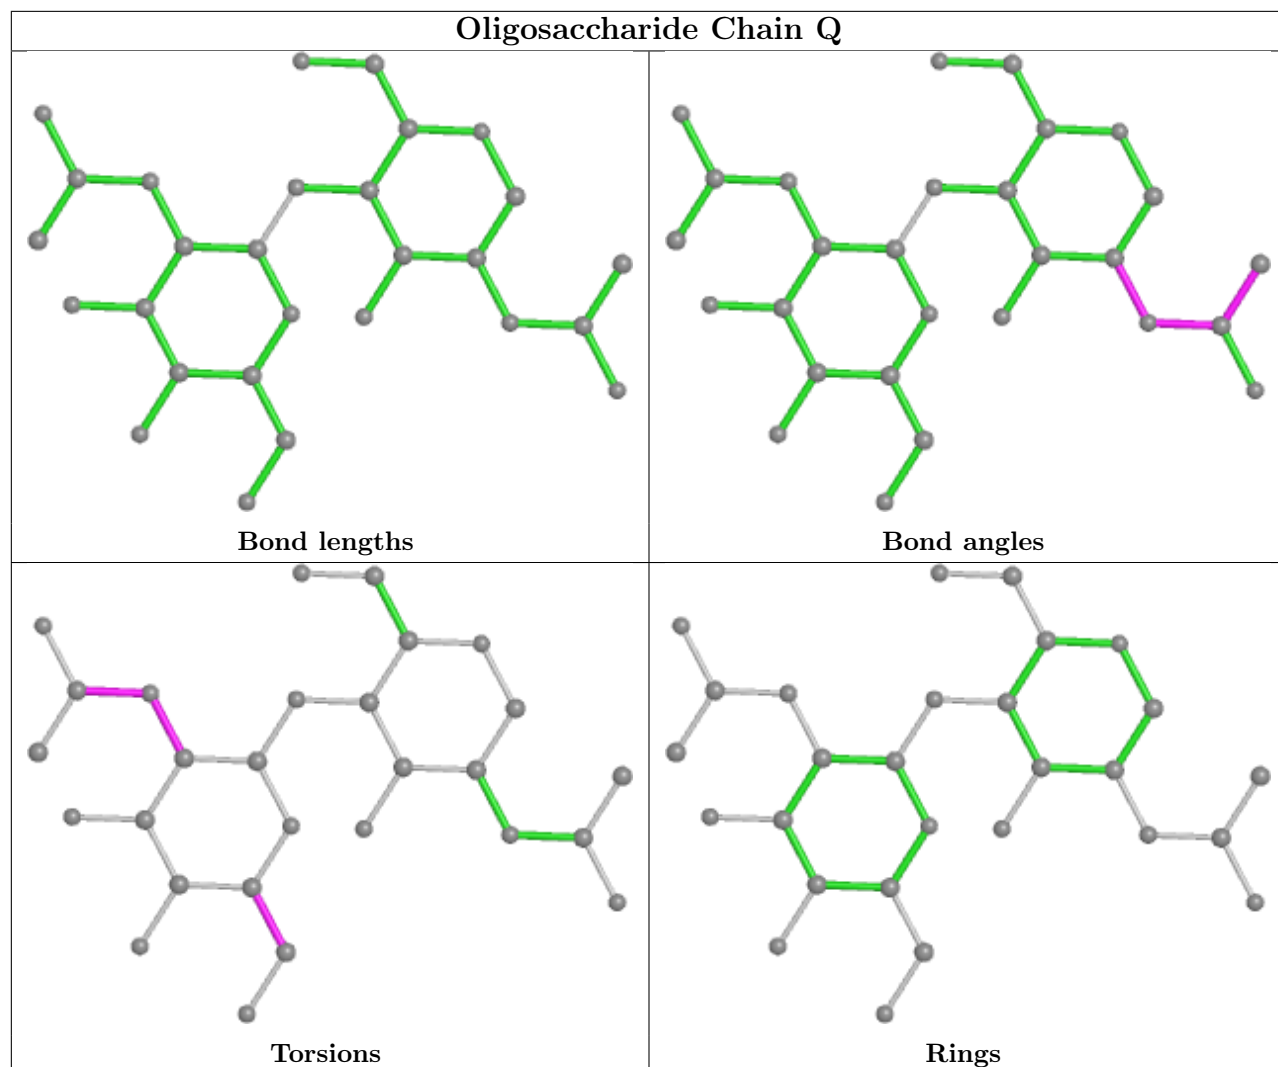 Oligosaccharide Chain Q
Bond lengths
Bond angles
Torsions
Rings